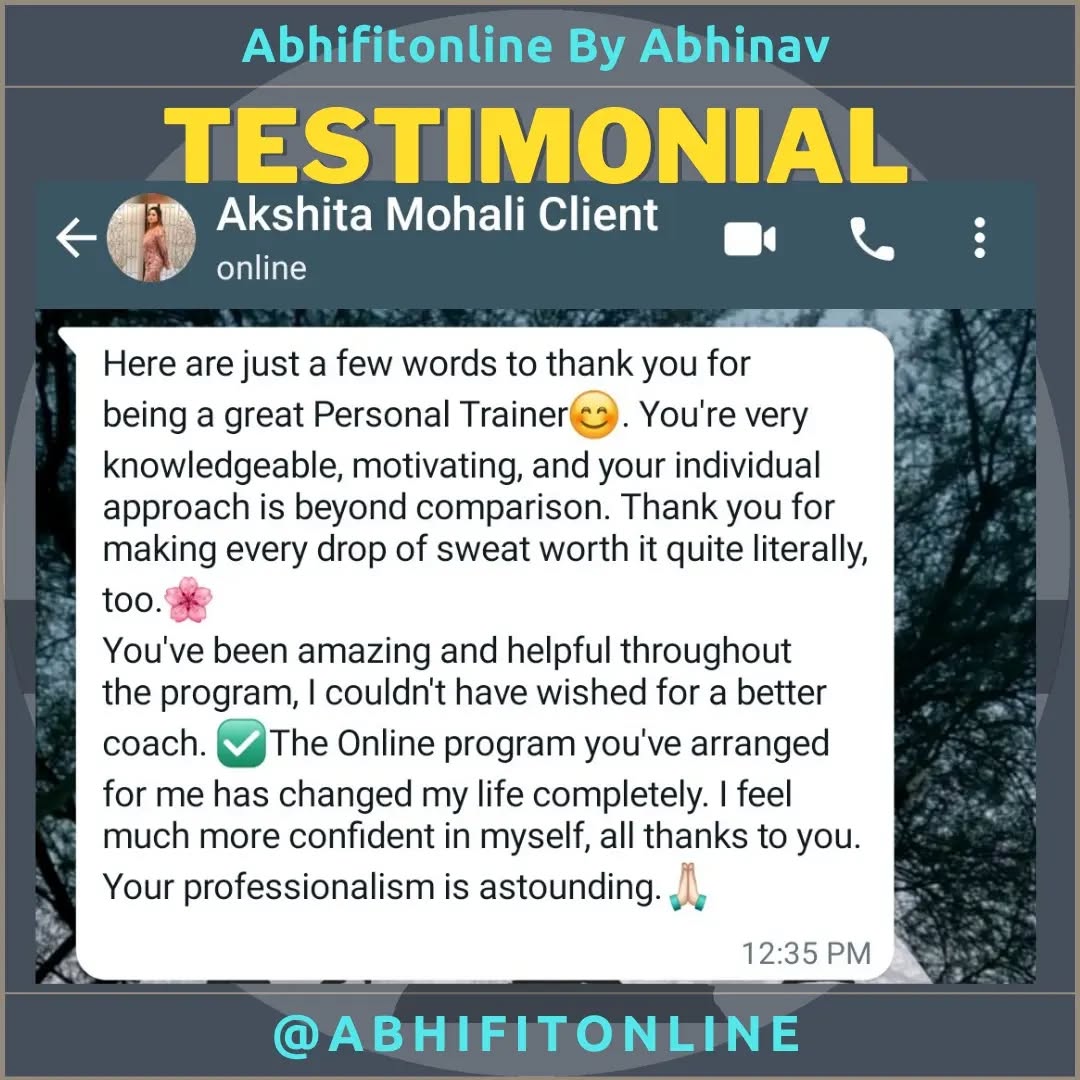 Abhifitonline By Abhinav
TESTIMONIAL
Akshita Mohali Client
online
Here are just a few words to thank you for
being a great Personal Trainer😊. You're very
knowledgeable, motivating, and your individual
approach is beyond comparison. Thank you for
making every drop of sweat worth it quite literally,
too.🌸
You've been amazing and helpful throughout
the program, I couldn't have wished for a better
coach. ✅The Online program you've arranged
for me has changed my life completely. I feel
much more confident in myself, all thanks to you.
Your professionalism is astounding.🙏🏻
12:35 PM
@ABHIFITONLINE